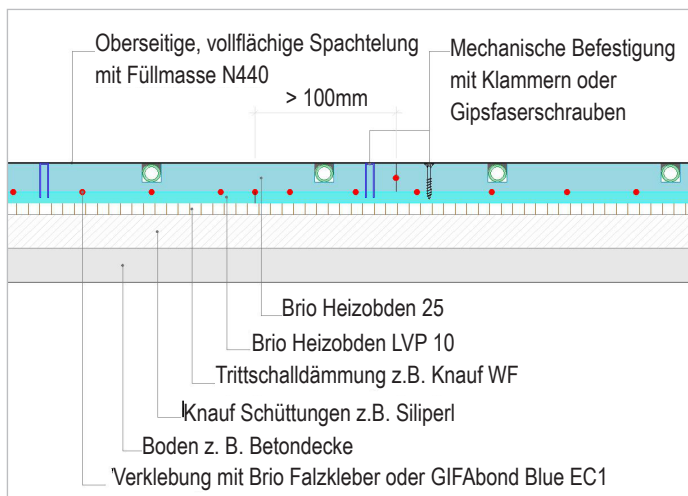 Oberseitige, vollflächige Spachtelung
mit Füllmasse N440
Mechanische Befestigung
mit Klammern oder
Gipsfaserschrauben
> 100mm
Brio Heizobden 25
Brio Heizobden LVP 10
Trittschalldämmung z.B. Knauf WF
Knauf Schüttungen z.B. Siliperl
Boden z. B. Betondecke
Verklebung mit Brio Falzkleber oder GIFAbond Blue EC1